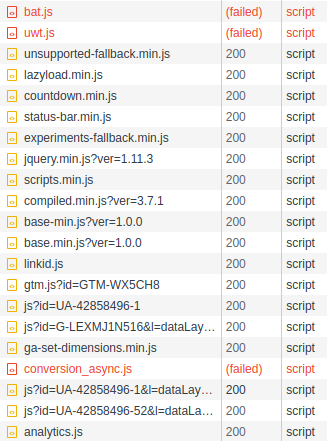 bat.js (failed) script
uwt.js (failed) script
unsupported-fallback.min.js 200 script
lazyload.min.js 200 script
countdown.min.js 200 script
status-bar.min.js 200 script
experiments-fallback.min.js 200 script
jquery.min.js?ver=1.11.3 200 script
scripts.min.js 200 script
compiled.min.js?ver=3.7.1 200 script
base-min.js?ver=1.0.0 200 script
base.min.js?ver=1.0.0 200 script
linkid.js 200 script
gtm.js?id=GTM-WX5CH8 200 script
js?id=UA-42858496-1 200 script
js?id=G-LEXMJ1N516&l=dataLay… 200 script
ga-set-dimensions.min.js 200 script
conversion_async.js (failed) script
js?id=UA-42858496-1&l=dataLay… 200 script
js?id=UA-42858496-52&l=dataLa… 200 script
analytics.js 200 script